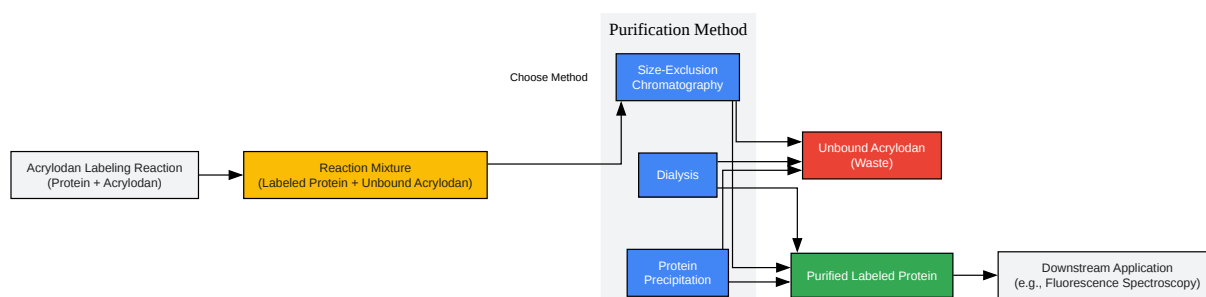 Purification Method
Size-Exclusion
Chromatography
Choose Method
Acrylodan Labeling Reaction
(Protein + Acrylodan)
Reaction Mixture
(Labeled Protein + Unbound Acrylodan)
Unbound Acrylodan
(Waste)
Dialysis
Protein
Precipitation
Purified Labeled Protein
Downstream Application
(e.g., Fluorescence Spectroscopy)